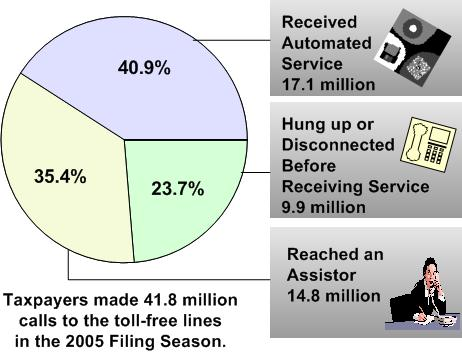 40.9%
35.4%
23.7%
Received
Automated
Service
17.1 million
Hung up or
Disconnected
Before
Receiving Service
9.9 million
Reached an
Assistor
14.8 million
Taxpayers made 41.8 million
calls to the toll-free lines
in the 2005 Filing Season.